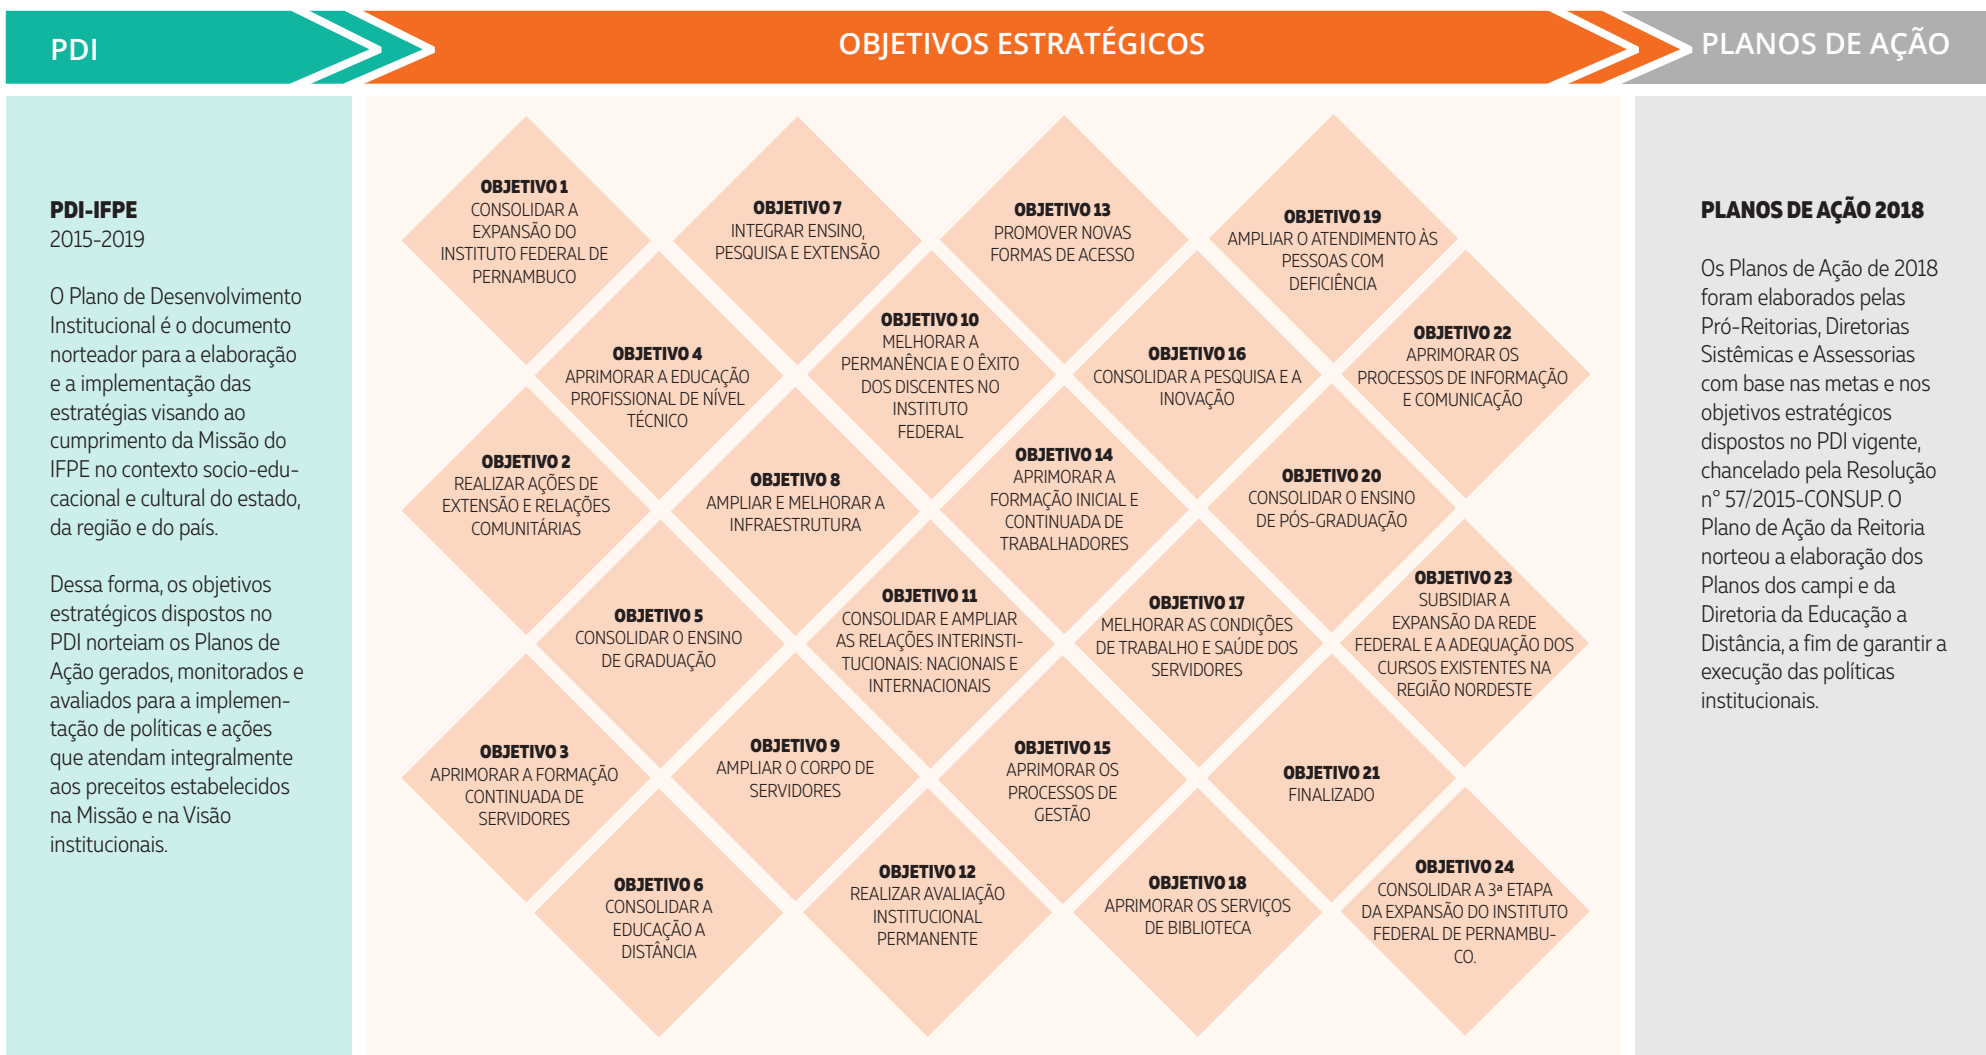 PDI
OBJETIVOS ESTRATÉGICOS
PLANOS DE AÇÃO
PDI-IFPE
2015-2019
O Plano de Desenvolvimento
Institucional é o documento
norteador para a elaboração
e a implementação das
estratégias visando ao
cumprimento da Missão do
IFPE no contexto socio-edu-
cacional e cultural do estado,
da região e do país.
Dessa forma, os objetivos
estratégicos dispostos no
PDI norteiam os Planos de
Ação gerados, monitorados e
avaliados para a implemen-
tação de políticas e ações
que atendam integralmente
aos preceitos estabelecidos
na Missão e na Visão
institucionais.
OBJETIVO 1
CONSOLIDAR A
EXPANSÃO DO
INSTITUTO FEDERAL DE
PERNAMBUCO
OBJETIVO 2
REALIZAR AÇÕES DE
EXTENSÃO E RELAÇÕES
COMUNITÁRIAS
OBJETIVO 3
APRIMORAR A FORMAÇÃO
CONTINUADA DE
SERVIDORES
OBJETIVO 4
APRIMORAR A EDUCAÇÃO
PROFISSIONAL DE NÍVEL
TÉCNICO
OBJETIVO 5
CONSOLIDAR O ENSINO
DE GRADUAÇÃO
OBJETIVO 6
CONSOLIDAR A
EDUCAÇÃO A
DISTÂNCIA
OBJETIVO 7
INTEGRAR ENSINO,
PESQUISA E EXTENSÃO
OBJETIVO 8
AMPLIAR E MELHORAR A
INFRAESTRUTURA
OBJETIVO 9
AMPLIAR O CORPO DE
SERVIDORES
OBJETIVO 10
MELHORAR A
PERMANÊNCIA E O ÊXITO
DOS DISCENTES NO
INSTITUTO
FEDERAL
OBJETIVO 11
CONSOLIDAR E AMPLIAR
AS RELAÇÕES INTERINSTI-
TUCIONAIS: NACIONAIS E
INTERNACIONAIS
OBJETIVO 12
REALIZAR AVALIAÇÃO
INSTITUCIONAL
PERMANENTE
OBJETIVO 13
PROMOVER NOVAS
FORMAS DE ACESSO
OBJETIVO 14
APRIMORAR A
FORMAÇÃO INICIAL E
CONTINUADA DE
TRABALHADORES
OBJETIVO 15
APRIMORAR OS
PROCESSOS DE
GESTÃO
OBJETIVO 16
CONSOLIDAR A PESQUISA E A
INOVAÇÃO
OBJETIVO 17
MELHORAR AS CONDIÇÕES
DE TRABALHO E SAÚDE DOS
SERVIDORES
OBJETIVO 18
APRIMORAR OS SERVIÇOS
DE BIBLIOTECA
OBJETIVO 19
AMPLIAR O ATENDIMENTO ÀS
PESSOAS COM
DEFICIÊNCIA
OBJETIVO 20
CONSOLIDAR O ENSINO
DE PÓS-GRADUAÇÃO
OBJETIVO 21
FINALIZADO
OBJETIVO 22
APRIMORAR OS
PROCESSOS DE INFORMAÇÃO
E COMUNICAÇÃO
OBJETIVO 23
SUBSIDIAR A
EXPANSÃO DA REDE
FEDERAL E A ADEQUAÇÃO DOS
CURSOS EXISTENTES NA
REGIÃO NORDESTE
OBJETIVO 24
CONSOLIDAR A 3ª ETAPA
DA EXPANSÃO DO INSTITUTO
FEDERAL DE PERNAMBU-
CO.
PLANOS DE AÇÃO 2018
Os Planos de Ação de 2018
foram elaborados pelas
Pró-Reitorias, Diretorias
Sistêmicas e Assessorias
com base nas metas e nos
objetivos estratégicos
dispostos no PDI vigente,
chancelado pela Resolução
n° 57/2015-CONSUP. O
Plano de Ação da Reitoria
norteou a elaboração dos
Planos dos campi e da
Diretoria da Educação a
Distância, a fim de garantir a
execução das políticas
institucionais.